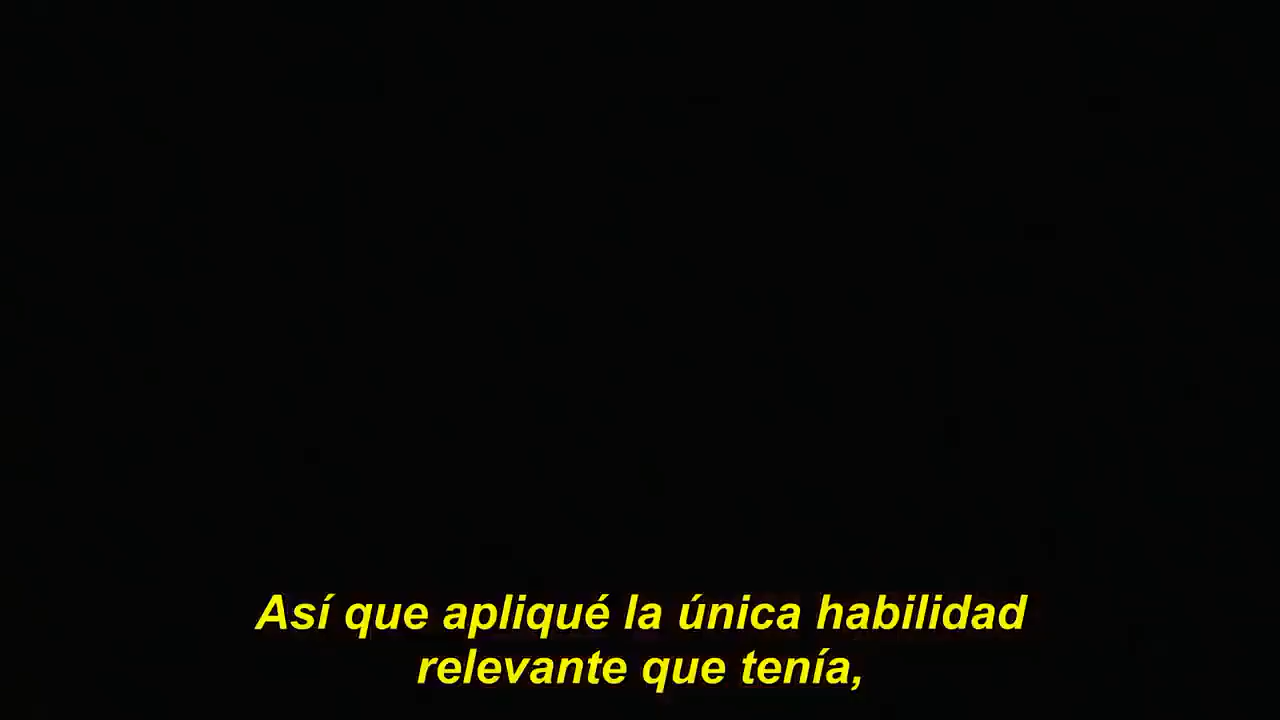 Así que apliqué la única habilidad
relevante que tenía,